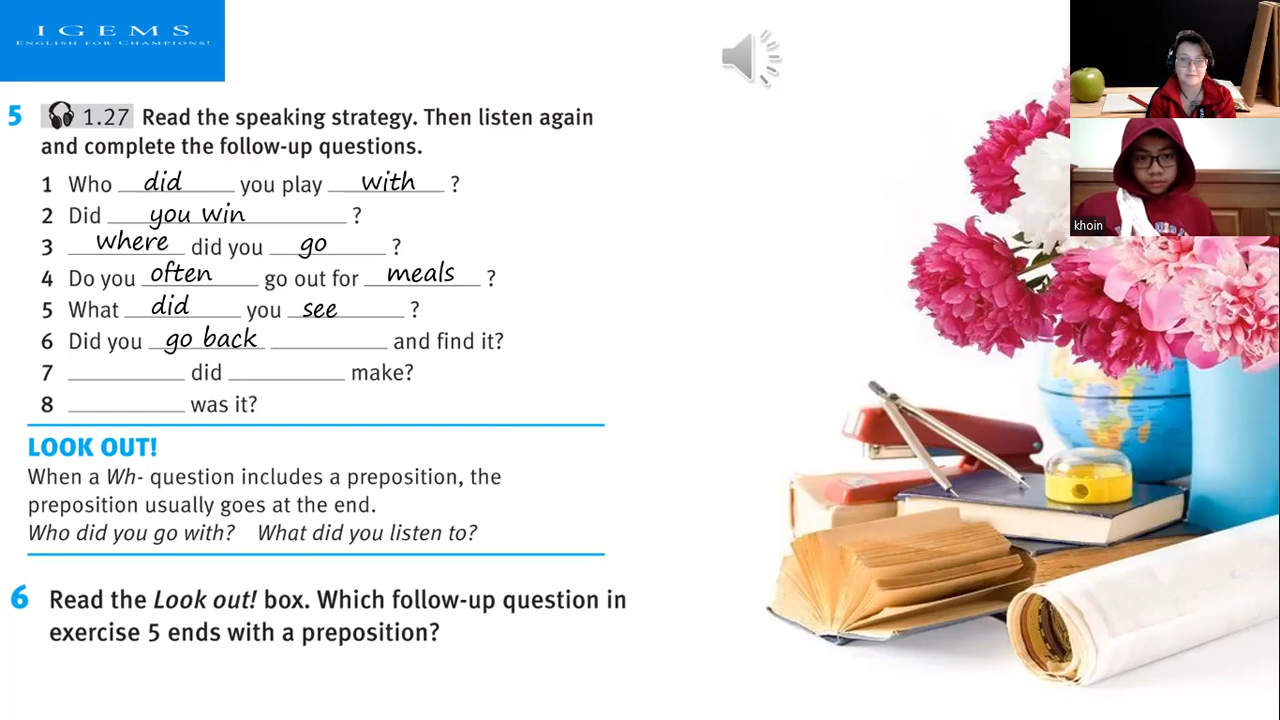 IGEMS
ENGLISH FOR CHAMPIONS!
5 1.27 Read the speaking strategy. Then listen again
and complete the follow-up questions.
1 Who did you play with ?
2 Did you win ?
3 where did you go ?
4 Do you often go out for meals ?
5 What did you see ?
6 Did you go back ________ and find it?
7 ________ did ________ make?
8 ________ was it?
LOOK OUT!
When a Wh- question includes a preposition, the
preposition usually goes at the end.
Who did you go with? What did you listen to?
6 Read the Look out! box. Which follow-up question in
exercise 5 ends with a preposition?
khoin